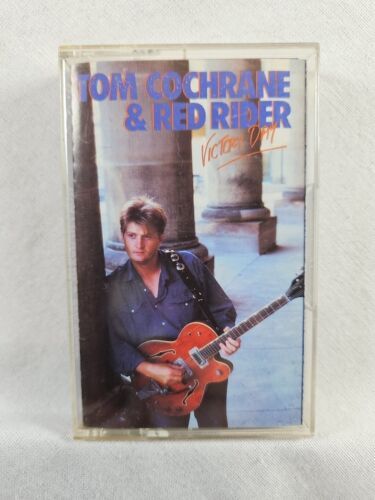 TOM COCHRANE
& RED RIDER
VICTORY DAY